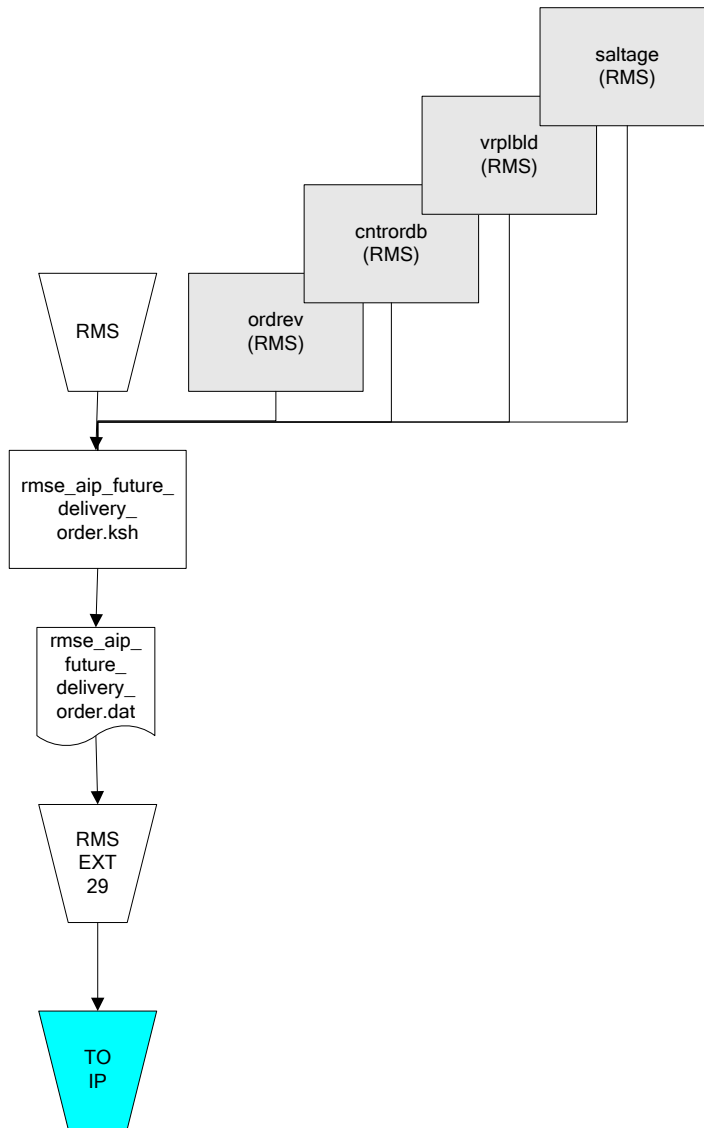 saltage
(RMS)
vrplbld
(RMS)
cntrordb
(RMS)
ordrev
(RMS)
RMS
rmse_aip_future_
delivery_
order.ksh
rmse_aip_
future_
delivery_
order.dat
RMS
EXT
29
TO
IP